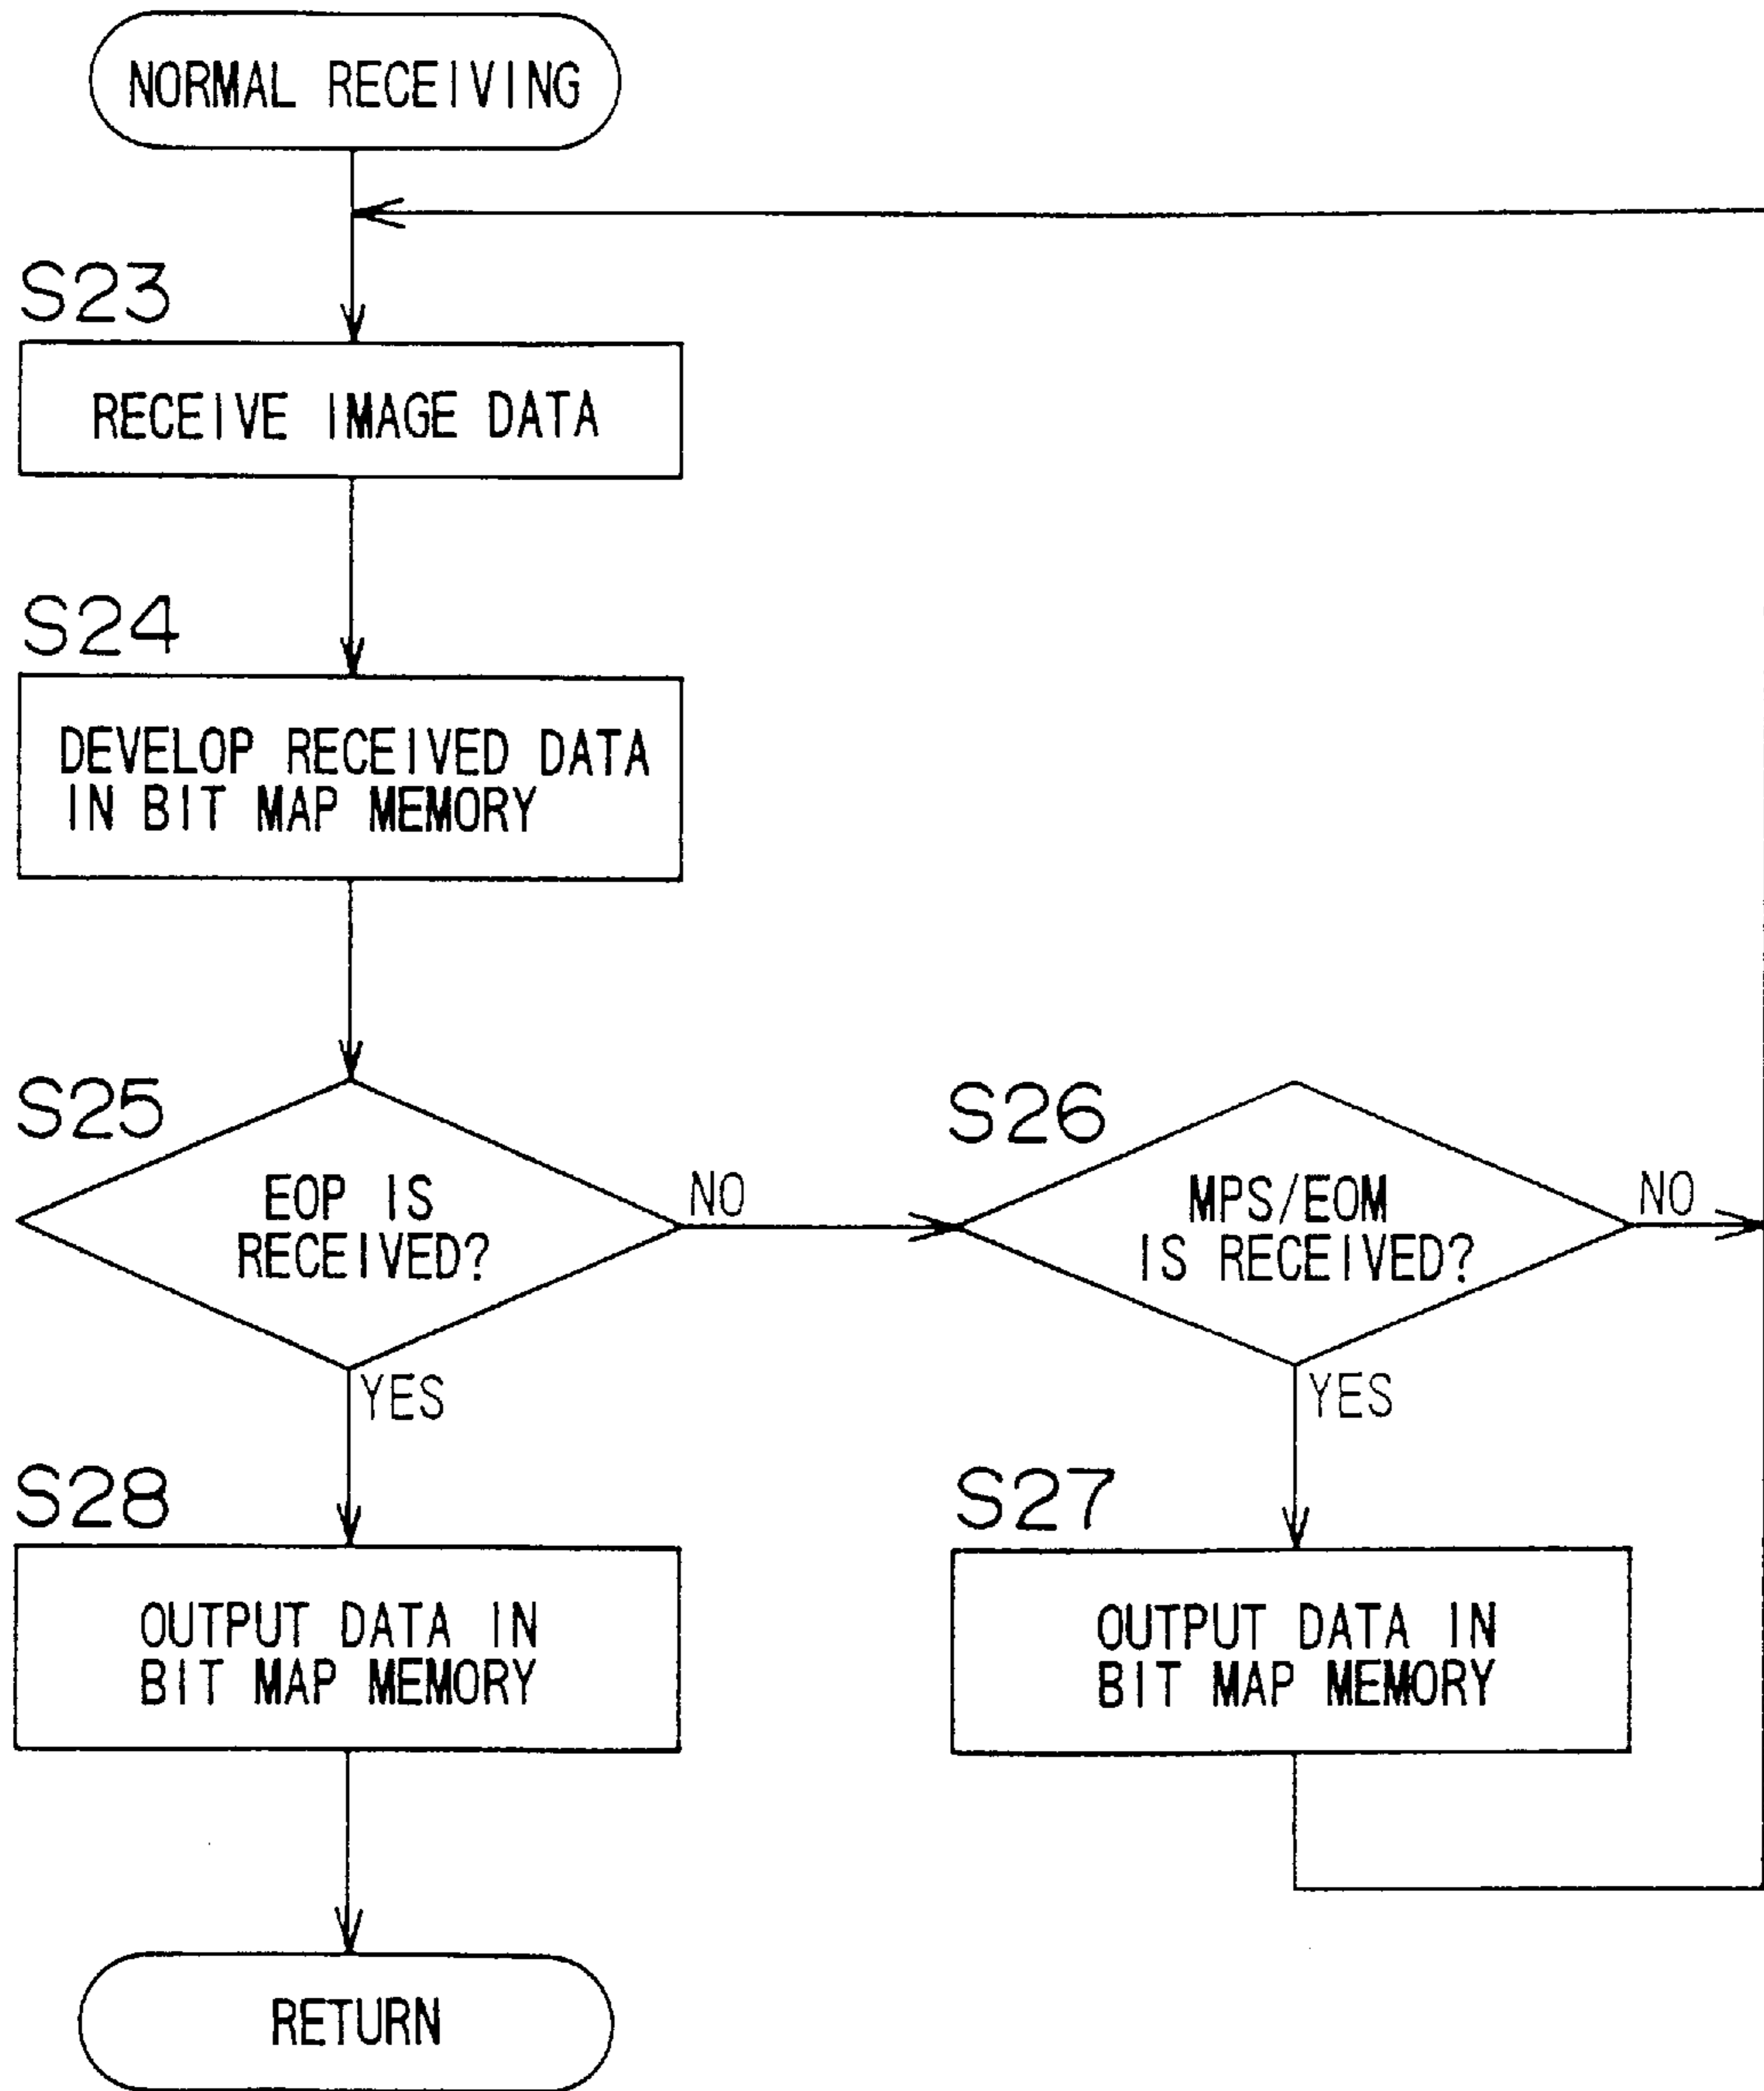 NORMAL RECEIVING
S23
RECEIVE IMAGE DATA
S24
DEVELOP RECEIVED DATA
IN BIT MAP MEMORY
S25
EOP IS
RECEIVED?
NO
YES
S26
MPS/EOM
IS RECEIVED?
NO
YES
S28
OUTPUT DATA IN
BIT MAP MEMORY
S27
OUTPUT DATA IN
BIT MAP MEMORY
RETURN